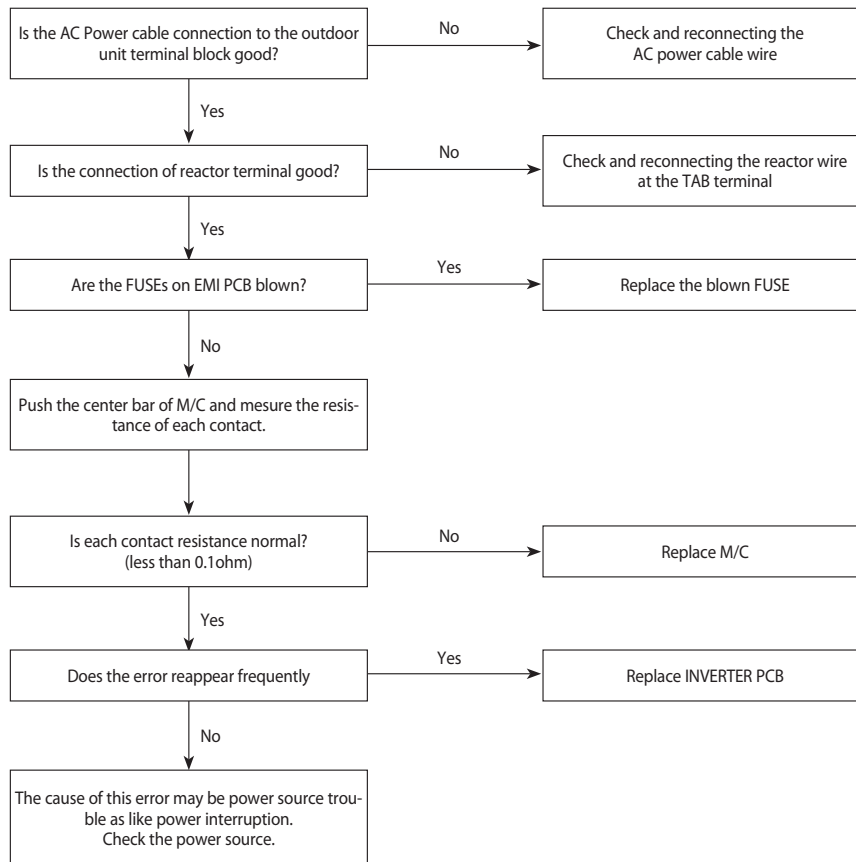 Is the AC Power cable connection to the outdoor
unit terminal block good?
No
Check and reconnecting the
AC power cable wire
Yes
Is the connection of reactor terminal good?
No
Check and reconnecting the reactor wire
at the TAB terminal
Yes
Are the FUSEs on EMI PCB blown?
Yes
Replace the blown FUSE
No
Push the center bar of M/C and mesure the resis-
tance of each contact.
Is each contact resistance normal?
(less than 0.1ohm)
No
Replace M/C
Yes
Does the error reappear frequently
Yes
Replace INVERTER PCB
No
The cause of this error may be power source trou-
ble as like power interruption.
Check the power source.